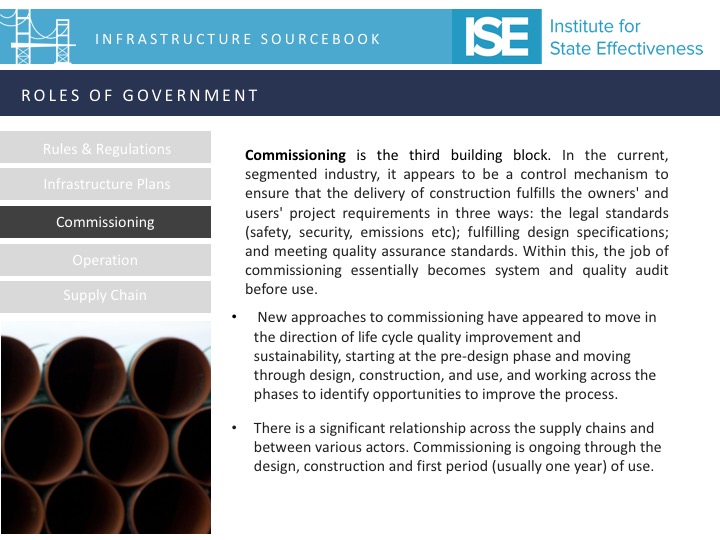 INFRASTRUCTURE SOURCEBOOK
ISE
Institute for
State Effectiveness
ROLES OF GOVERNMENT
Rules & Regulations
Infrastructure Plans
Commissioning
Operation
Supply Chain
Commissioning is the third building block. In the current,
segmented industry, it appears to be a control mechanism to
ensure that the delivery of construction fulfills the owners' and
users' project requirements in three ways: the legal standards
(safety, security, emissions etc); fulfilling design specifications;
and meeting quality assurance standards. Within this, the job of
commissioning essentially becomes system and quality audit
before use.
• New approaches to commissioning have appeared to move in
the direction of life cycle quality improvement and
sustainability, starting at the pre-design phase and moving
through design, construction, and use, and working across the
phases to identify opportunities to improve the process.
• There is a significant relationship across the supply chains and
between various actors. Commissioning is ongoing through the
design, construction and first period (usually one year) of use.